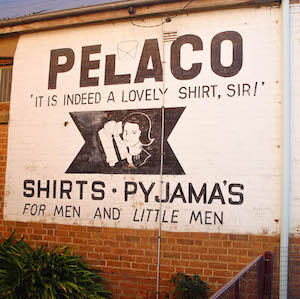 PELACO
'IT IS INDEED A LOVELY SHIRT, SIR!'
SHIRTS · PYJAMA'S
FOR MEN AND LITTLE MEN